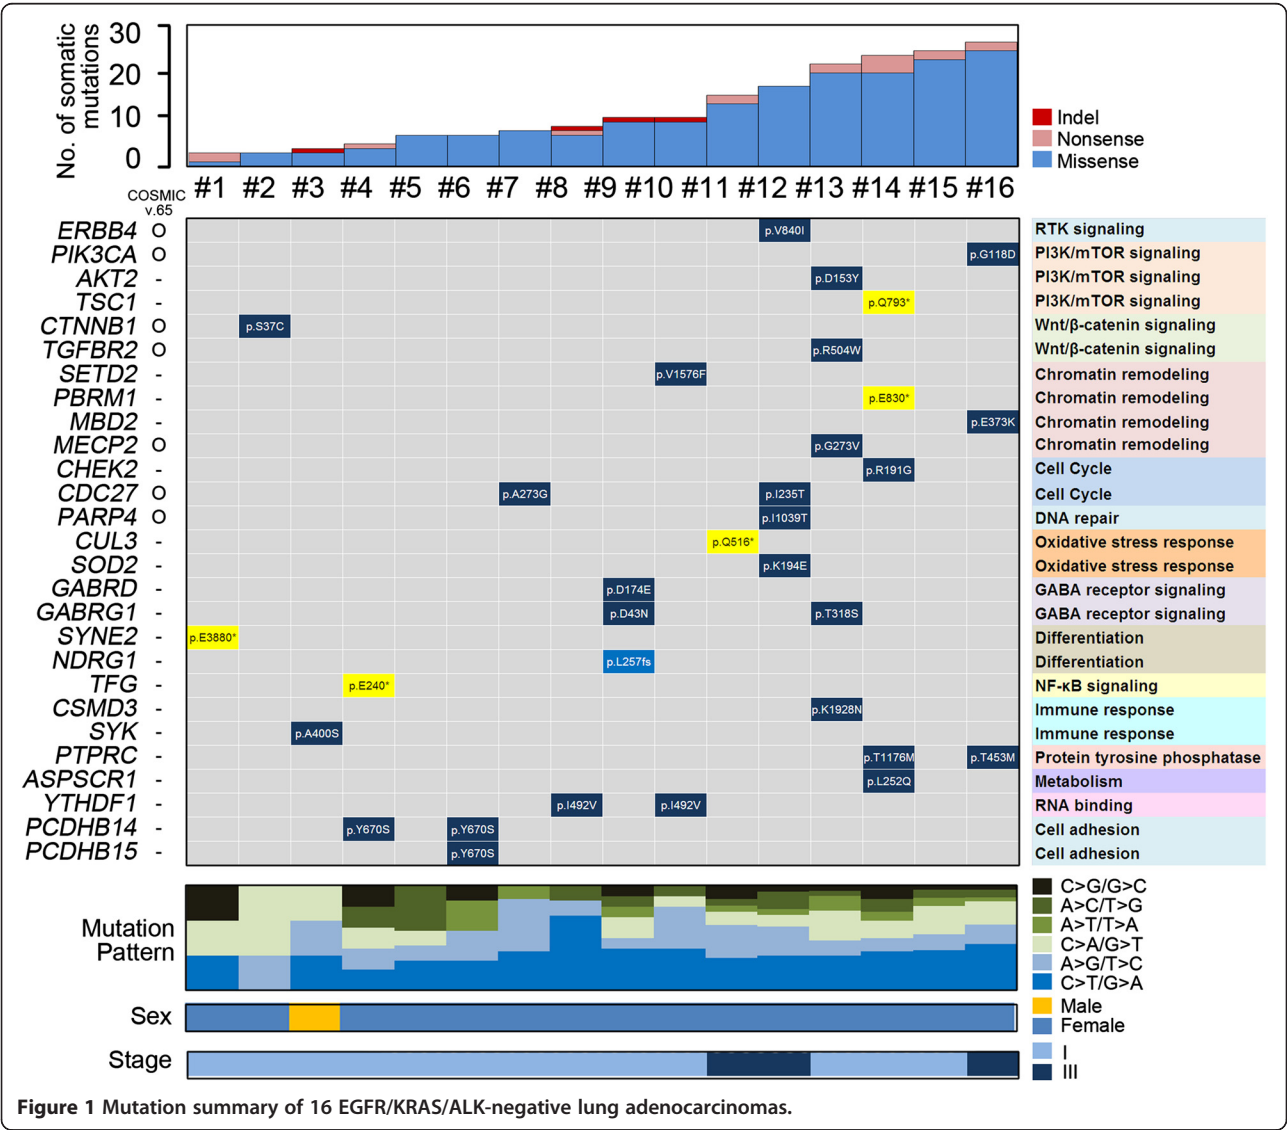 No. of somatic
mutations
30
20
10
0
Indel
Nonsense
Missense
#1 #2 #3 #4 #5 #6 #7 #8 #9 #10 #11 #12 #13 #14 #15 #16
COSMIC
v.65
ERBB4 O p.V840I RTK signaling
PIK3CA O p.G118D PI3K/mTOR signaling
AKT2 - p.D153Y PI3K/mTOR signaling
TSC1 - p.Q793* PI3K/mTOR signaling
CTNNB1 O p.S37C Wnt/β-catenin signaling
TGFBR2 O p.R504W Wnt/β-catenin signaling
SETD2 - p.V1576F Chromatin remodeling
PBRM1 - p.E830* Chromatin remodeling
MBD2 - p.E373K Chromatin remodeling
MECP2 O p.G273V Chromatin remodeling
CHEK2 - p.R191G Cell Cycle
CDC27 O p.A273G p.I235T Cell Cycle
PARP4 O p.I1039T DNA repair
CUL3 - p.Q516* Oxidative stress response
SOD2 - p.K194E Oxidative stress response
GABRD - p.D174E GABA receptor signaling
GABRG1 - p.D43N p.T318S GABA receptor signaling
SYNE2 - p.E3880* Differentiation
NDRG1 - p.L257fs Differentiation
TFG - p.E240* NF-κB signaling
CSMD3 - p.K1928N Immune response
SYK - p.A400S Immune response
PTPRC - p.T1176M p.T453M Protein tyrosine phosphatase
ASPSCR1 - p.L252Q Metabolism
YTHDF1 - p.I492V p.I492V RNA binding
PCDHB14 - p.Y670S p.Y670S Cell adhesion
PCDHB15 - p.Y670S Cell adhesion
Mutation
Pattern
C>G/G>C
A>C/T>G
A>T/T>A
C>A/G>T
A>G/T>C
C>T/G>A
Sex
Male
Female
Stage
I
III
Figure 1 Mutation summary of 16 EGFR/KRAS/ALK-negative lung adenocarcinomas.